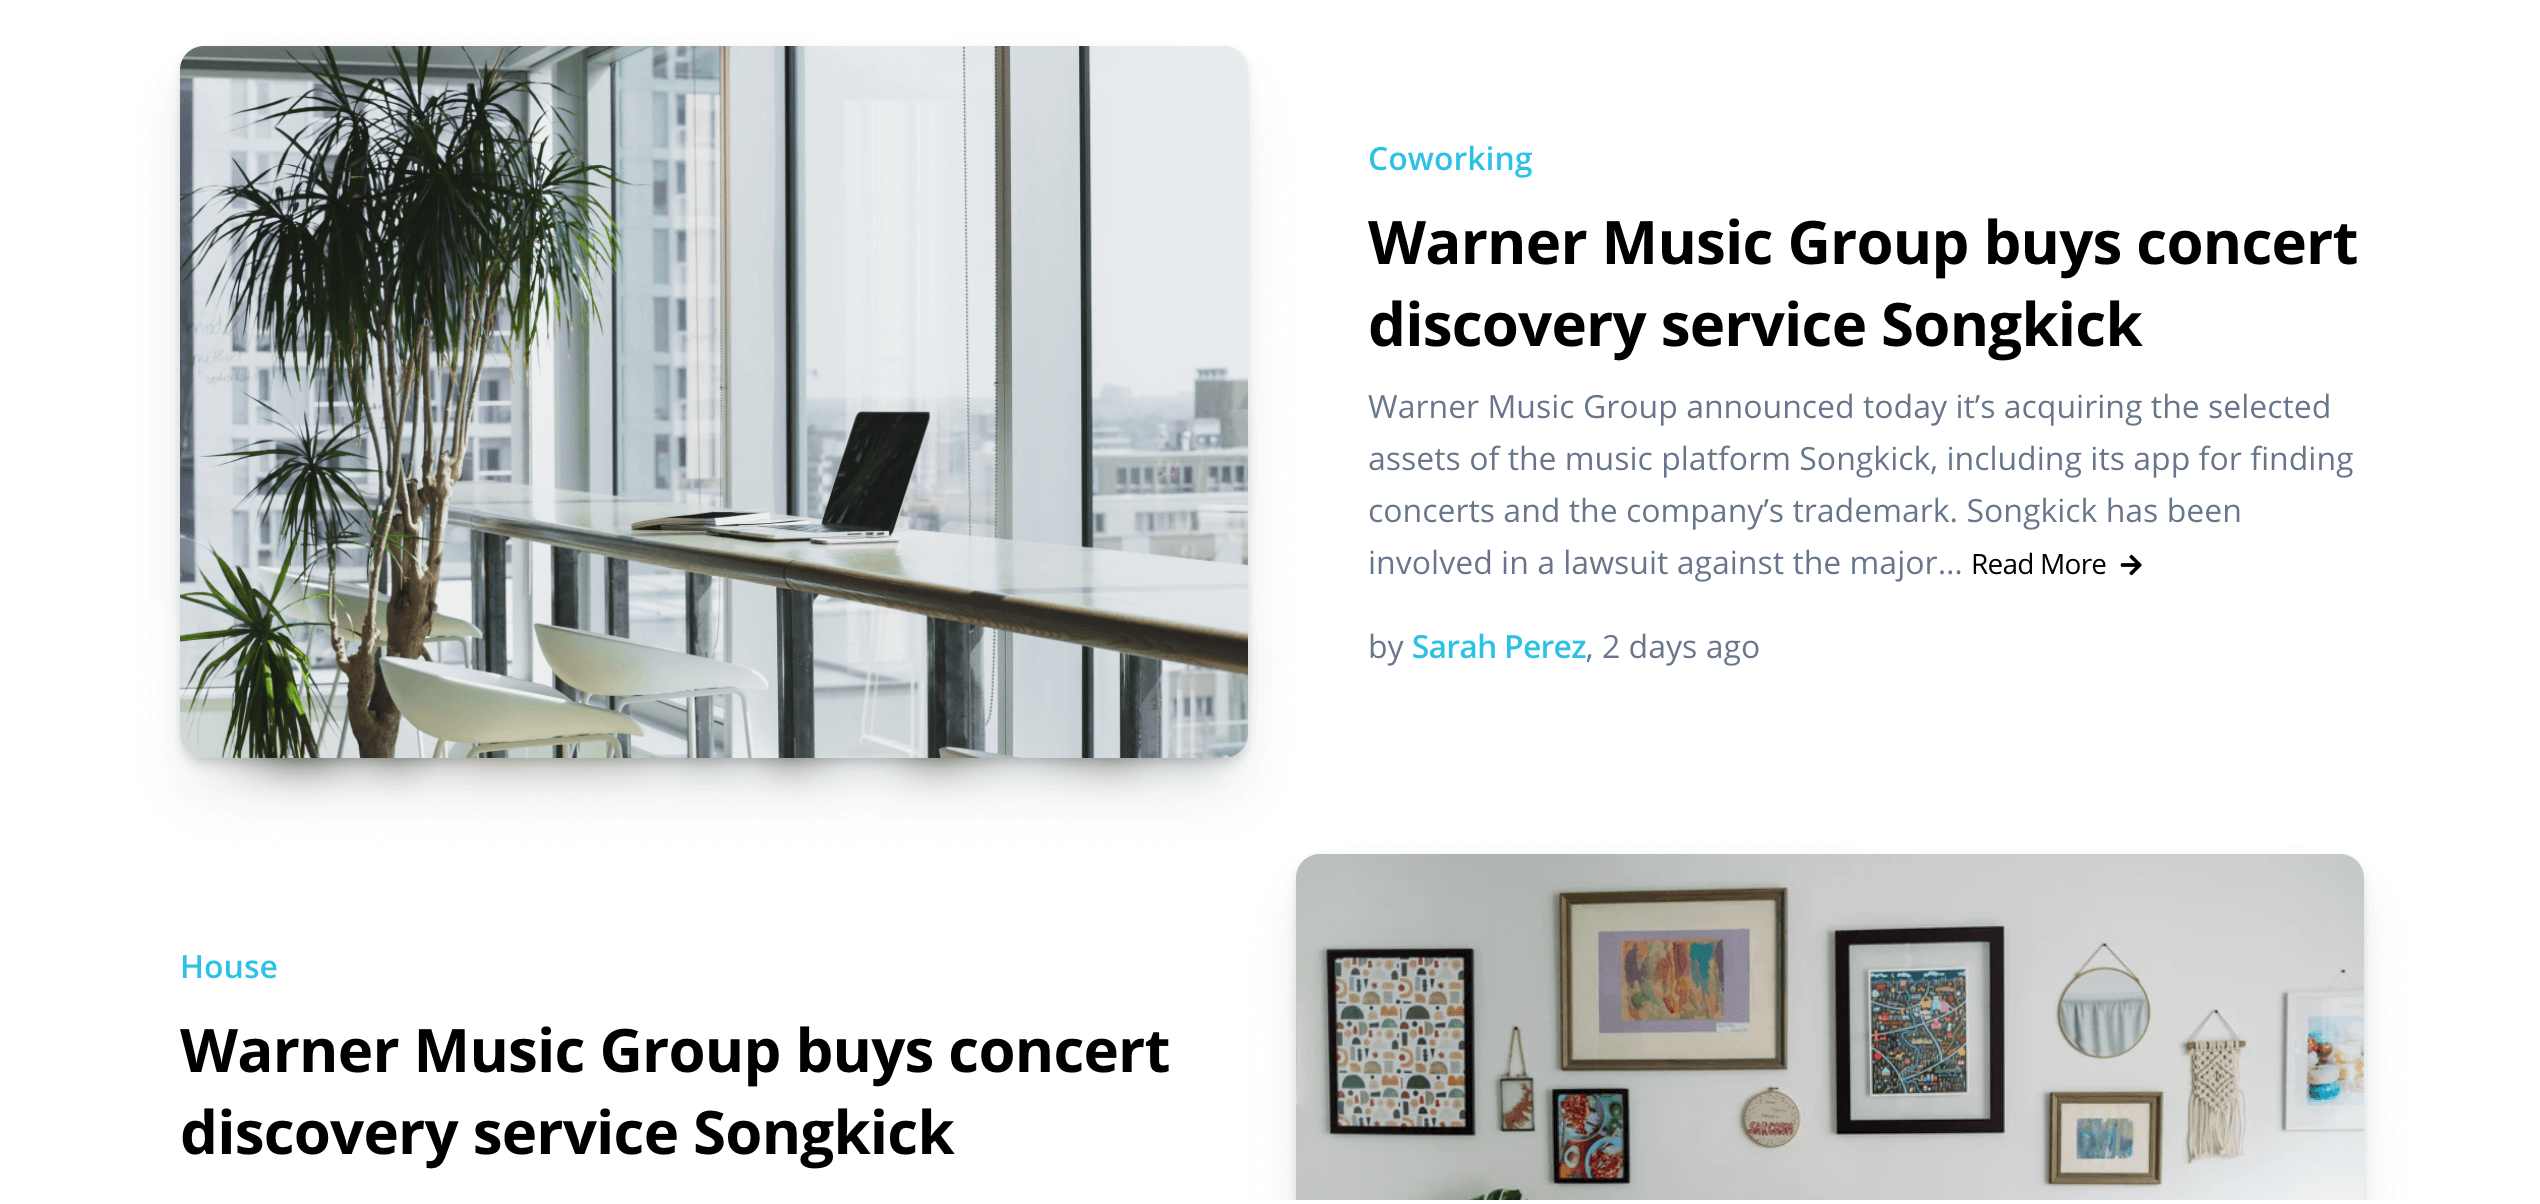 Coworking
Warner Music Group buys concert
discovery service Songkick
Warner Music Group announced today it’s acquiring the selected
assets of the music platform Songkick, including its app for finding
concerts and the company’s trademark. Songkick has been
involved in a lawsuit against the major... Read More →
by Sarah Perez, 2 days ago
House
Warner Music Group buys concert
discovery service Songkick